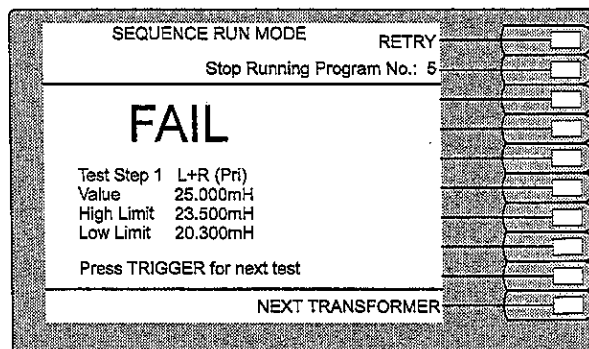 SEQUENCE RUN MODE
RETRY
Stop Running Program No.: 5
FAIL
Test Step 1 L+R (Pri)
Value 25.000mH
High Limit 23.500mH
Low Limit 20.300mH
Press TRIGGER for next test
NEXT TRANSFORMER